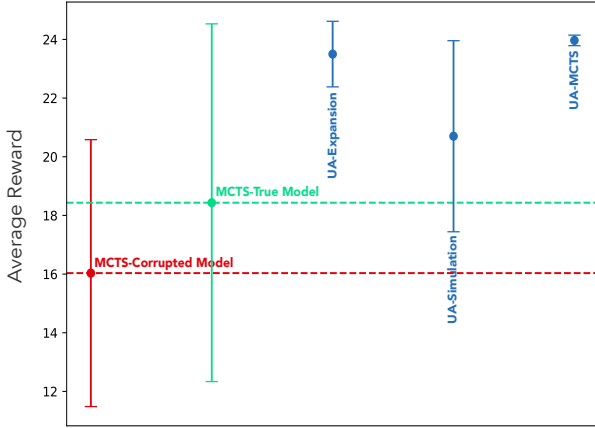 24
22
20
18
16
14
12
Average Reward
MCTS-Corrupted Model
MCTS-True Model
UA-Expansion
UA-Simulation
UA-MCTS